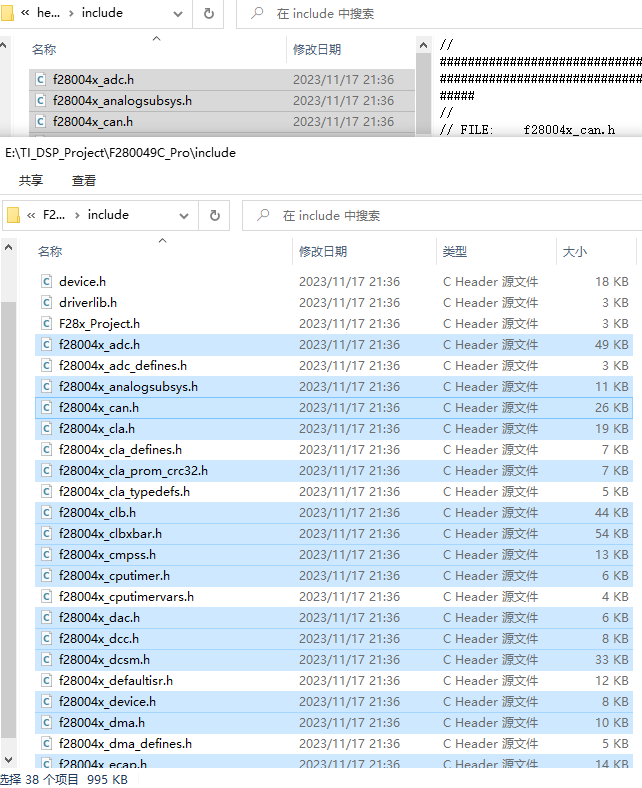 « he... › include
在 include 中搜索
名称 修改日期
f28004x_adc.h 2023/11/17 21:36
f28004x_analogsubsys.h 2023/11/17 21:36
f28004x_can.h 2023/11/17 21:36
//
##############################
##############################
#####
//
// FILE: f28004x_can.h
E:\TI_DSP_Project\F280049C_Pro\include
共享 查看
« F2... › include
在 include 中搜索
名称 修改日期 类型 大小
device.h 2023/11/17 21:36 C Header 源文件 18 KB
driverlib.h 2023/11/17 21:36 C Header 源文件 3 KB
F28x_Project.h 2023/11/17 21:36 C Header 源文件 3 KB
f28004x_adc.h 2023/11/17 21:36 C Header 源文件 49 KB
f28004x_adc_defines.h 2023/11/17 21:36 C Header 源文件 3 KB
f28004x_analogsubsys.h 2023/11/17 21:36 C Header 源文件 11 KB
f28004x_can.h 2023/11/17 21:36 C Header 源文件 26 KB
f28004x_cla.h 2023/11/17 21:36 C Header 源文件 19 KB
f28004x_cla_defines.h 2023/11/17 21:36 C Header 源文件 7 KB
f28004x_cla_prom_crc32.h 2023/11/17 21:36 C Header 源文件 7 KB
f28004x_cla_typedefs.h 2023/11/17 21:36 C Header 源文件 5 KB
f28004x_clb.h 2023/11/17 21:36 C Header 源文件 44 KB
f28004x_clbxbar.h 2023/11/17 21:36 C Header 源文件 54 KB
f28004x_cmpss.h 2023/11/17 21:36 C Header 源文件 13 KB
f28004x_cputimer.h 2023/11/17 21:36 C Header 源文件 6 KB
f28004x_cputimervars.h 2023/11/17 21:36 C Header 源文件 4 KB
f28004x_dac.h 2023/11/17 21:36 C Header 源文件 6 KB
f28004x_dcc.h 2023/11/17 21:36 C Header 源文件 8 KB
f28004x_dcsm.h 2023/11/17 21:36 C Header 源文件 33 KB
f28004x_defaultisr.h 2023/11/17 21:36 C Header 源文件 12 KB
f28004x_device.h 2023/11/17 21:36 C Header 源文件 8 KB
f28004x_dma.h 2023/11/17 21:36 C Header 源文件 10 KB
f28004x_dma_defines.h 2023/11/17 21:36 C Header 源文件 5 KB
f28004x_ecap.h 2023/11/17 21:36 C Header 源文件 14 KB
选择 38 个项目 995 KB